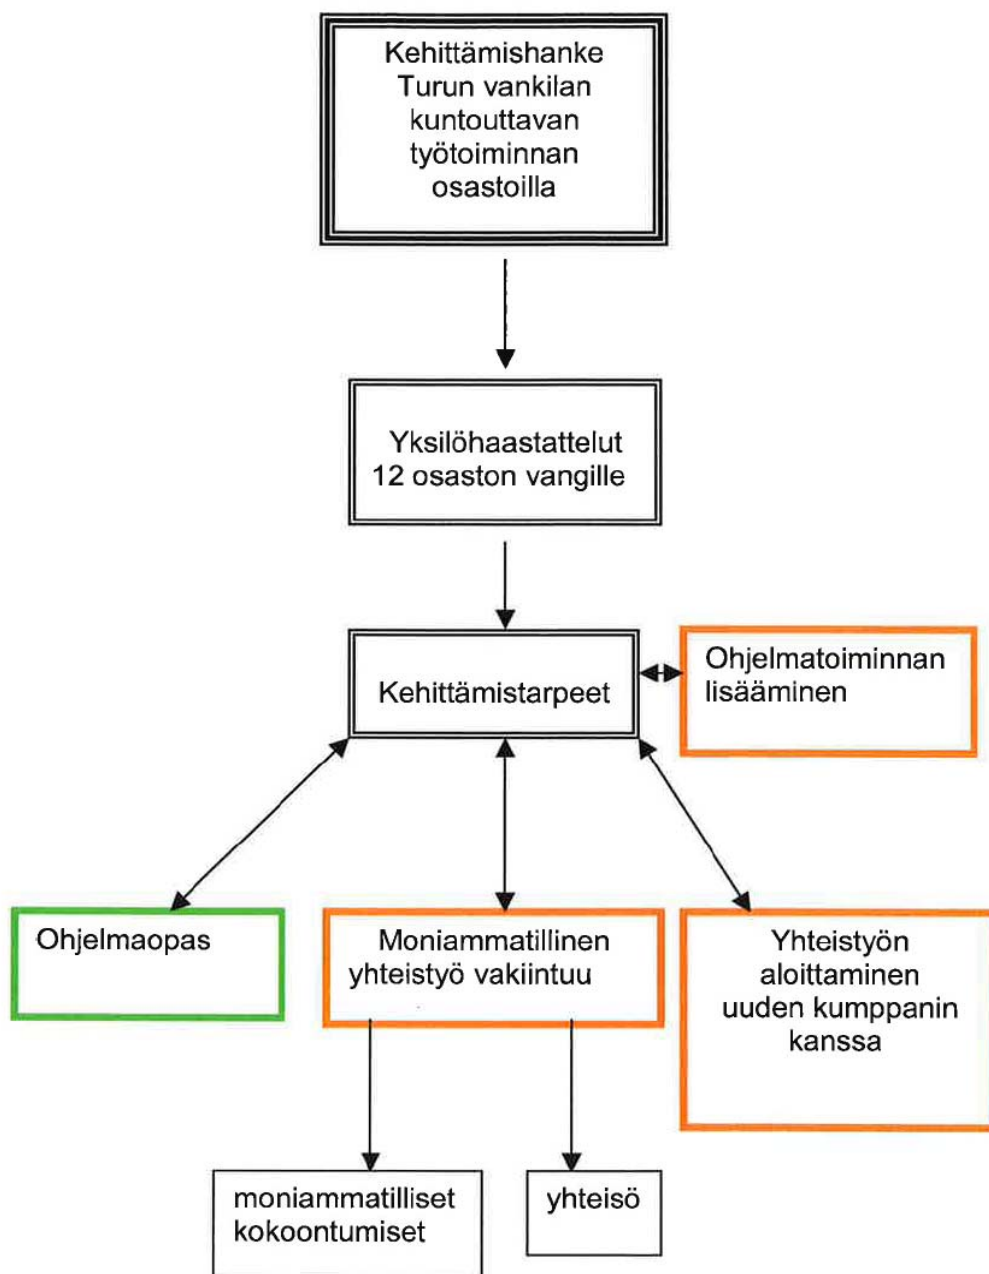 Kehittämishanke
Turun vankilan
kuntouttavan
työtoiminnan
osastoilla
Yksilöhaastattelut
12 osaston vangille
Kehittämistarpeet
Ohjelmatoiminnan
lisääminen
Ohjelmaopas
Moniammatillinen
yhteistyö vakiintuu
Yhteistyön
aloittaminen
uuden kumppanin
kanssa
moniammatilliset
kokoontumiset
yhteisö